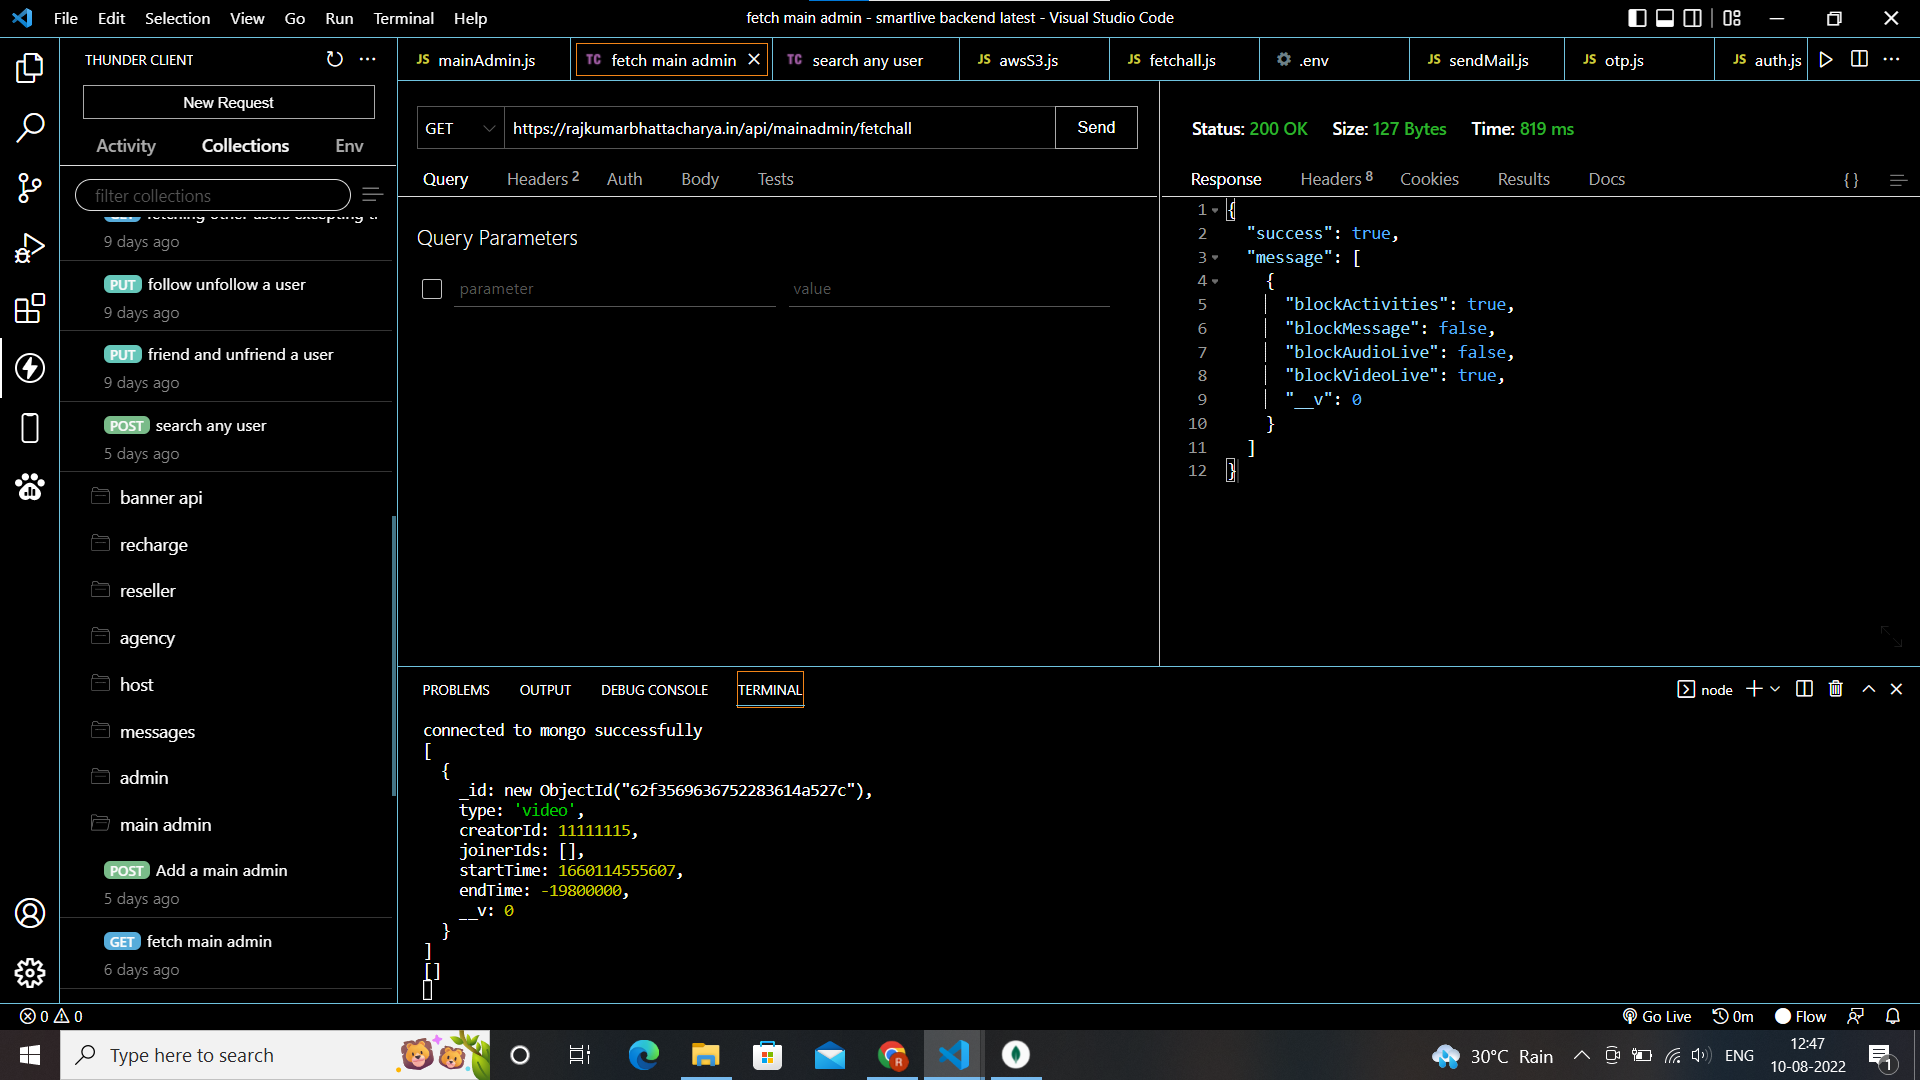 File Edit Selection View Go Run Terminal Help
fetch main admin - smartlive backend latest - Visual Studio Code
THUNDER CLIENT
New Request
Activity Collections Env
filter collections
GET fetching other users excepting t
9 days ago
PUT follow unfollow a user
9 days ago
PUT friend and unfriend a user
9 days ago
POST search any user
5 days ago
banner api
recharge
reseller
agency
host
messages
admin
main admin
POST Add a main admin
5 days ago
GET fetch main admin
6 days ago
JS mainAdmin.js TC fetch main admin TC search any user JS awsS3.js JS fetchall.js .env JS sendMail.js JS otp.js JS auth.js
GET https://rajkumarbhattacharya.in/api/mainadmin/fetchall Send
Query Headers 2 Auth Body Tests
Query Parameters
parameter value
Status: 200 OK Size: 127 Bytes Time: 819 ms
Response Headers 8 Cookies Results Docs {}
1 {
2 "success": true,
3 "message": [
4 {
5 "blockActivities": true,
6 "blockMessage": false,
7 "blockAudioLive": false,
8 "blockVideoLive": true,
9 "__v": 0
10 }
11 ]
12 }
PROBLEMS OUTPUT DEBUG CONSOLE TERMINAL
node
connected to mongo successfully
[
{
_id: new ObjectId("62f3569636752283614a527c"),
type: 'video',
creatorId: 11111115,
joinerIds: [],
startTime: 1660114555607,
endTime: -19800000,
__v: 0
}
]
[]
0 0
Go Live 0m Flow
Type here to search
30°C Rain ENG
12:47
10-08-2022
1